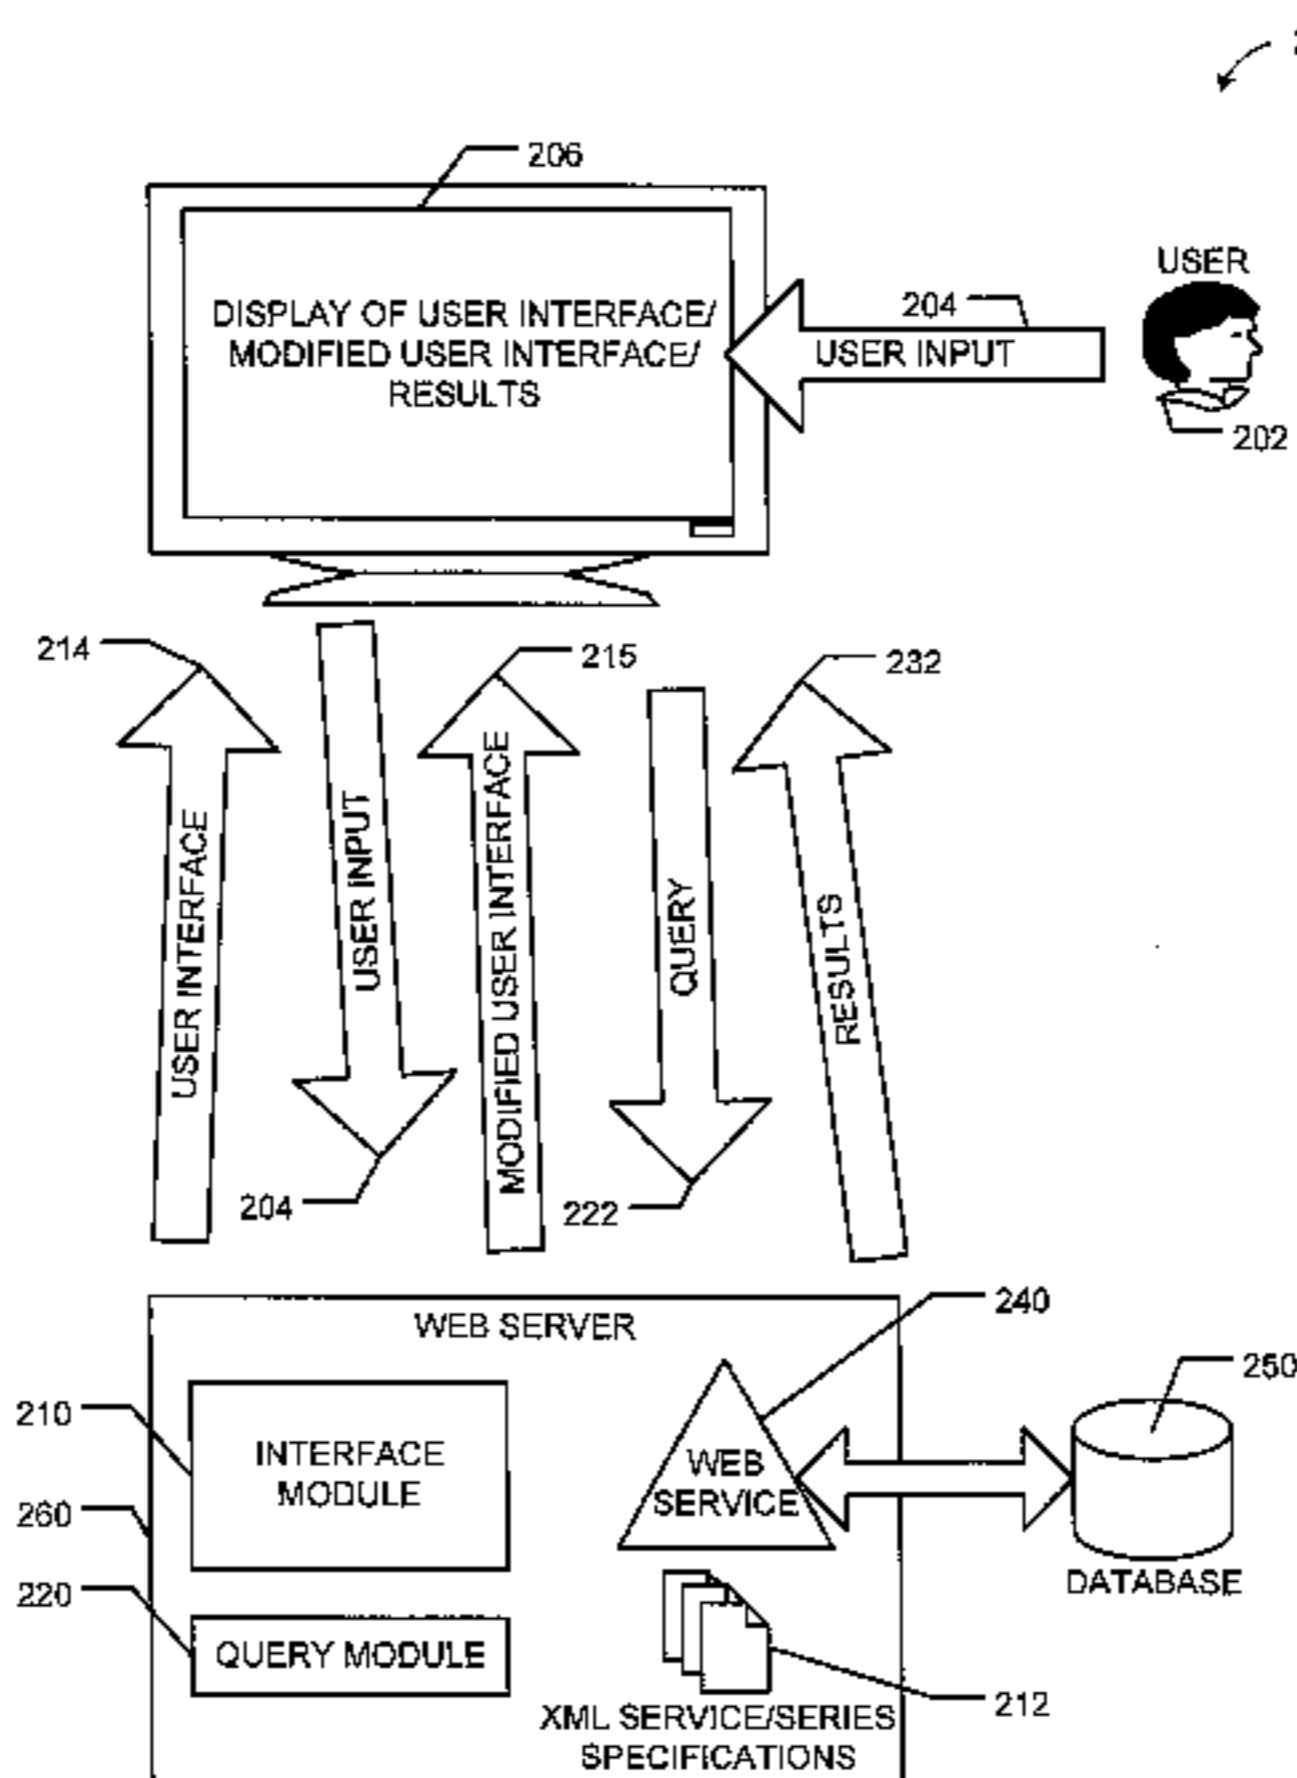 206
USER
204
DISPLAY OF USER INTERFACE/
MODIFIED USER INTERFACE/
RESULTS
USER INPUT
202
214
215
232
USER INTERFACE
USER INPUT
MODIFIED USER INTERFACE
QUERY
RESULTS
204
222
WEB SERVER
240
250
210
INTERFACE
MODULE
WEB
SERVICE
260
DATABASE
220
QUERY MODULE
212
XML SERVICE/SERIES
SPECIFICATIONS